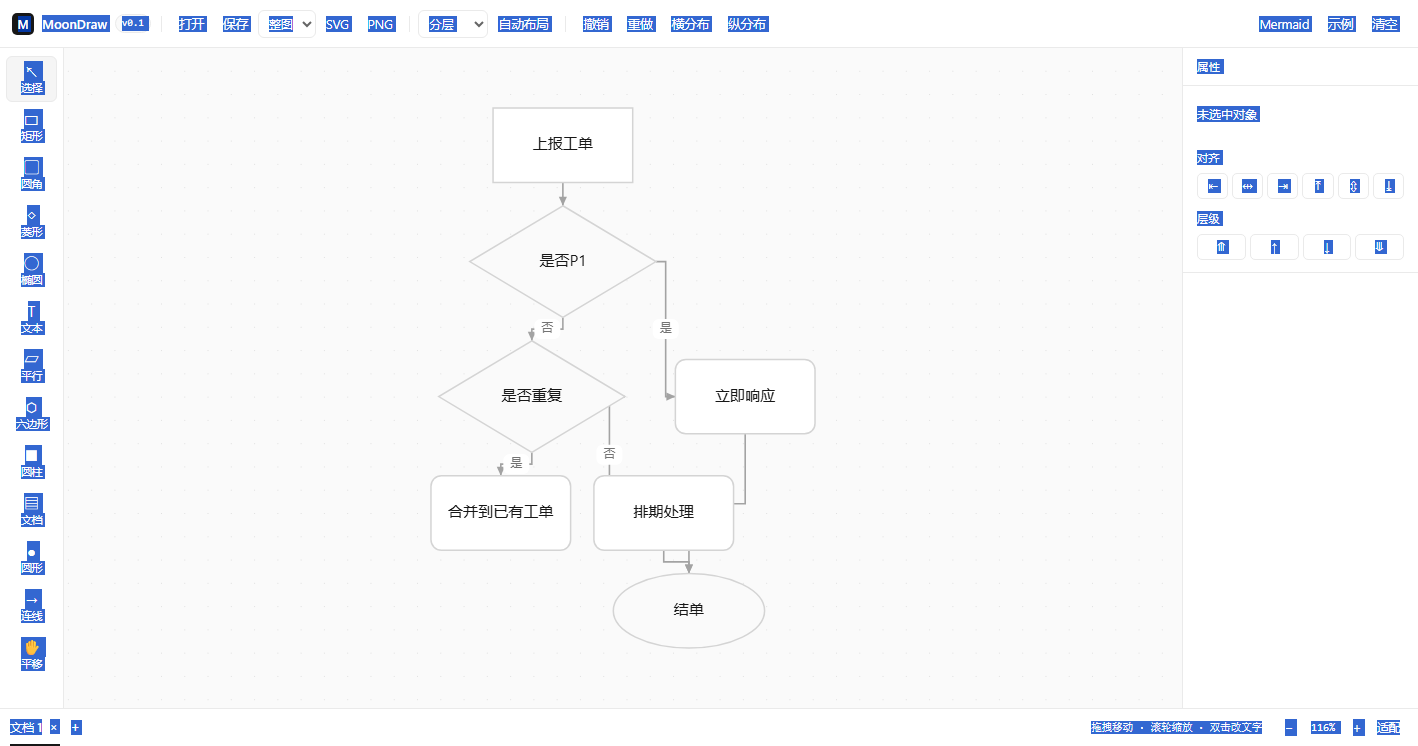 M MoondDraw v0.1 打开 保存 整图 SVG PNG 分层 自动布局 撤销 重做 横分布 纵分布 Mermaid 示例 清空
选择
矩形
圆角
菱形
椭圆
T
文本
平行
六边形
圆柱
文档
圆形
连线
平移
上报工单
是否P1
否
是
是否重复
立即响应
是
否
合并到已有工单
排期处理
结单
属性
未选中对象
对齐
⇤ ⇔ ⇥ ⤒ ⇳ ⤓
层级
⤊ ↑ ↓ ⤋
文档 1 × +
拖拽移动 · 滚轮缩放 · 双击改文字 − 116% + 适配